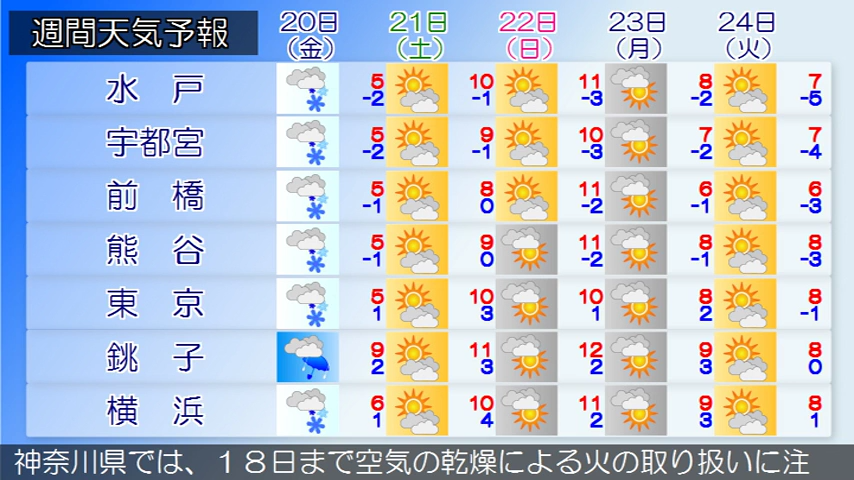 週間天気予報
20日 21日 22日 23日 24日
(金) (土) (日) (月) (火)
水戸 5 -2 10 -1 11 -3 8 -2 7 -5
宇都宮 5 -2 9 -1 10 -3 7 -2 7 -4
前橋 5 -1 8 0 11 -2 6 -1 6 -3
熊谷 5 -1 9 0 11 -2 8 -1 8 -3
東京 5 1 10 3 10 1 8 2 8 -1
銚子 9 2 11 3 12 2 9 3 8 0
横浜 6 1 10 4 11 2 9 3 8 1
神奈川県では、１８日まで空気の乾燥による火の取り扱いに注